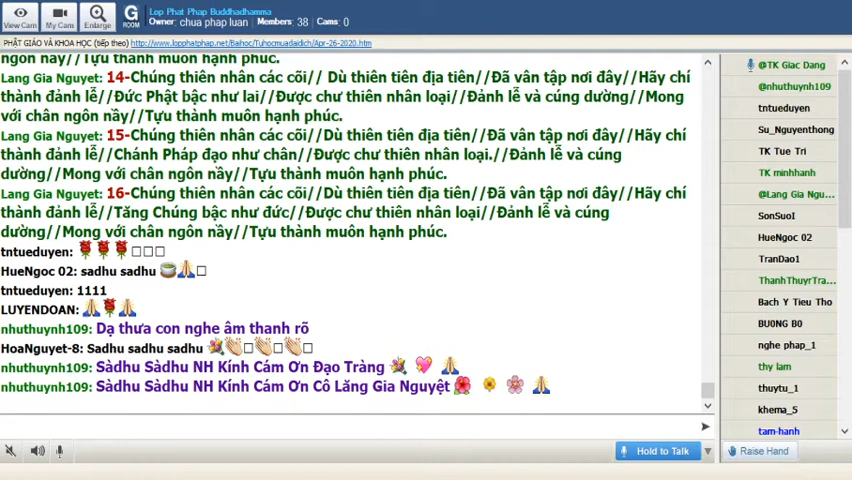 View Cam
My Cam
Enlarge
G
ROOM
Lop Phat Phap Buddhadhamma
Owner: chua phap luan Members: 38 Cams: 0
PHẬT GIÁO VÀ KHOA HỌC (tiếp theo) http://www.lopphatphap.net/Baihoc/Tuhocmuadaidich/Apr-26-2020.htm
ngôn nầy//Tựu thành muôn hạnh phúc.
Lang Gia Nguyet: 14-Chúng thiên nhân các cõi// Dù thiên tiên địa tiên//Đã vân tập nơi đây//Hãy chí
thành đảnh lễ//Đức Phật bậc như lai//Được chư thiên nhân loại//Đảnh lễ và cúng dường//Mong
với chân ngôn nầy//Tựu thành muôn hạnh phúc.
Lang Gia Nguyet: 15-Chúng thiên nhân các cõi//Dù thiên tiên địa tiên//Đã vân tập nơi đây//Hãy chí
thành đảnh lễ//Chánh Pháp đạo như chân//Được chư thiên nhân loại.//Đảnh lễ và cúng
dường//Mong với chân ngôn nầy//Tựu thành muôn hạnh phúc.
Lang Gia Nguyet: 16-Chúng thiên nhân các cõi//Dù thiên tiên địa tiên//Đã vân tập nơi đây//Hãy chí
thành đảnh lễ//Tăng Chúng bậc như đức//Được chư thiên nhân loại//Đảnh lễ và cúng
dường//Mong với chân ngôn nầy//Tựu thành muôn hạnh phúc.
tntueduyen: 🌹🌹🌹
HueNgoc 02: sadhu sadhu 🍵🙏
tntueduyen: 1111
LUYENDOAN: 🙏🌹🙏
nhuthuynh109: Dạ thưa con nghe âm thanh rõ
HoaNguyet-8: Sadhu sadhu sadhu 💐👏👏👏
nhuthuynh109: Sàdhu Sàdhu NH Kính Cám Ơn Đạo Tràng 💐 💖 🙏
nhuthuynh109: Sàdhu Sàdhu NH Kính Cám Ơn Cô Lăng Gia Nguyệt 🌺 🌼 🌸 🙏
Hold to Talk
@TK Giac Dang
@nhuthuynh109
tntueduyen
Su_Nguyenthong
TK Tue Tri
TK minhhanh
@Lang Gia Ngu...
SonSuoI
HueNgoc 02
TranDao1
ThanhThuyrTra...
Bach Y Tieu Tho
BU0NG B0
nghe phap_1
thy lam
thuytu_1
khema_5
tam-hanh
Raise Hand